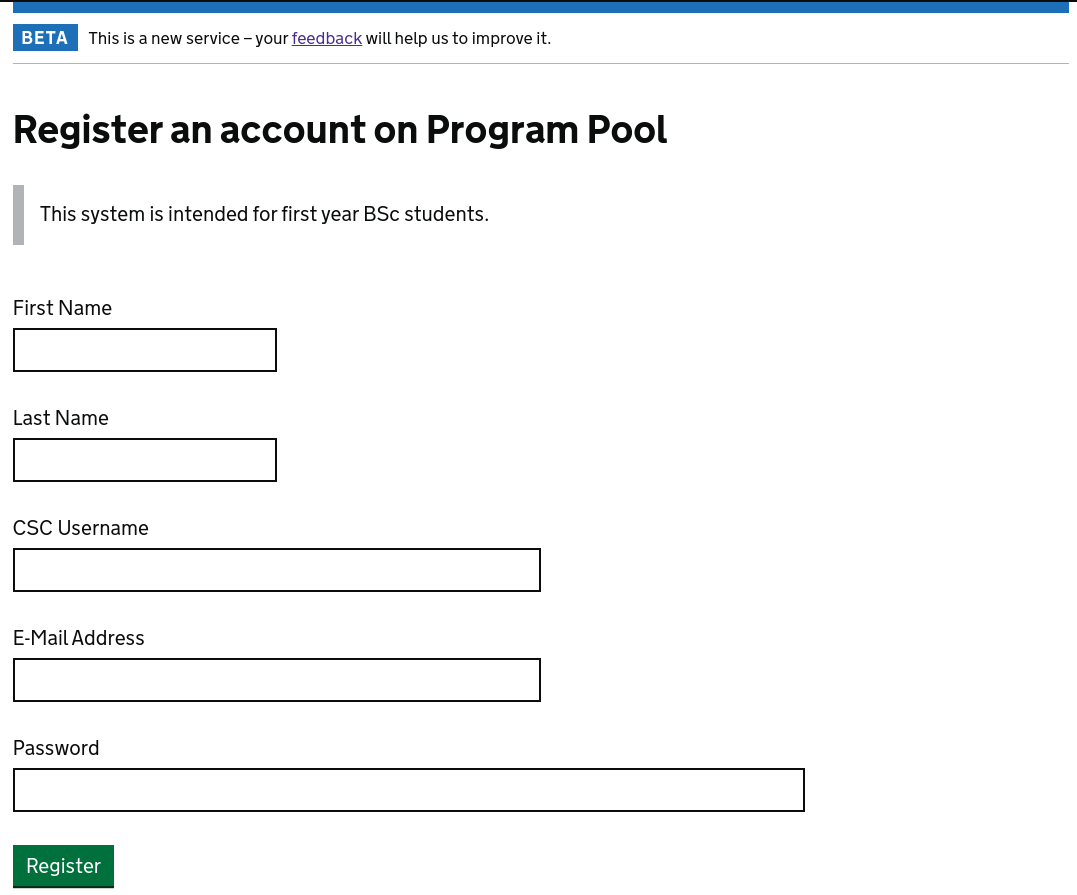 BETA This is a new service – your feedback will help us to improve it.
Register an account on Program Pool
This system is intended for first year BSc students.
First Name
Last Name
CSC Username
E-Mail Address
Password
Register